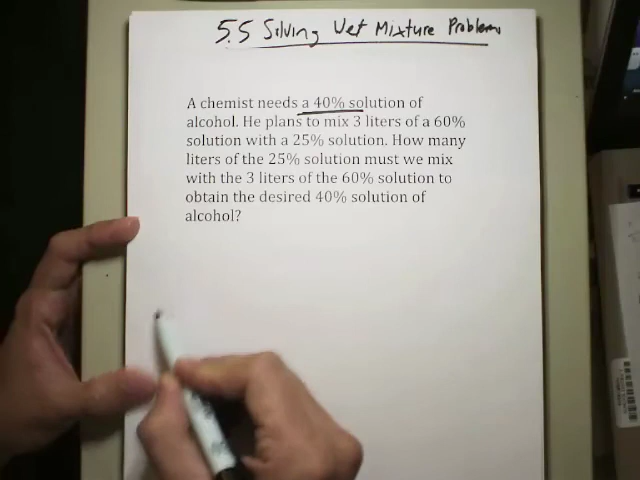 5.5 Solving Wet Mixture Problems
A chemist needs a 40% solution of
alcohol. He plans to mix 3 liters of a 60%
solution with a 25% solution. How many
liters of the 25% solution must we mix
with the 3 liters of the 60% solution to
obtain the desired 40% solution of
alcohol?